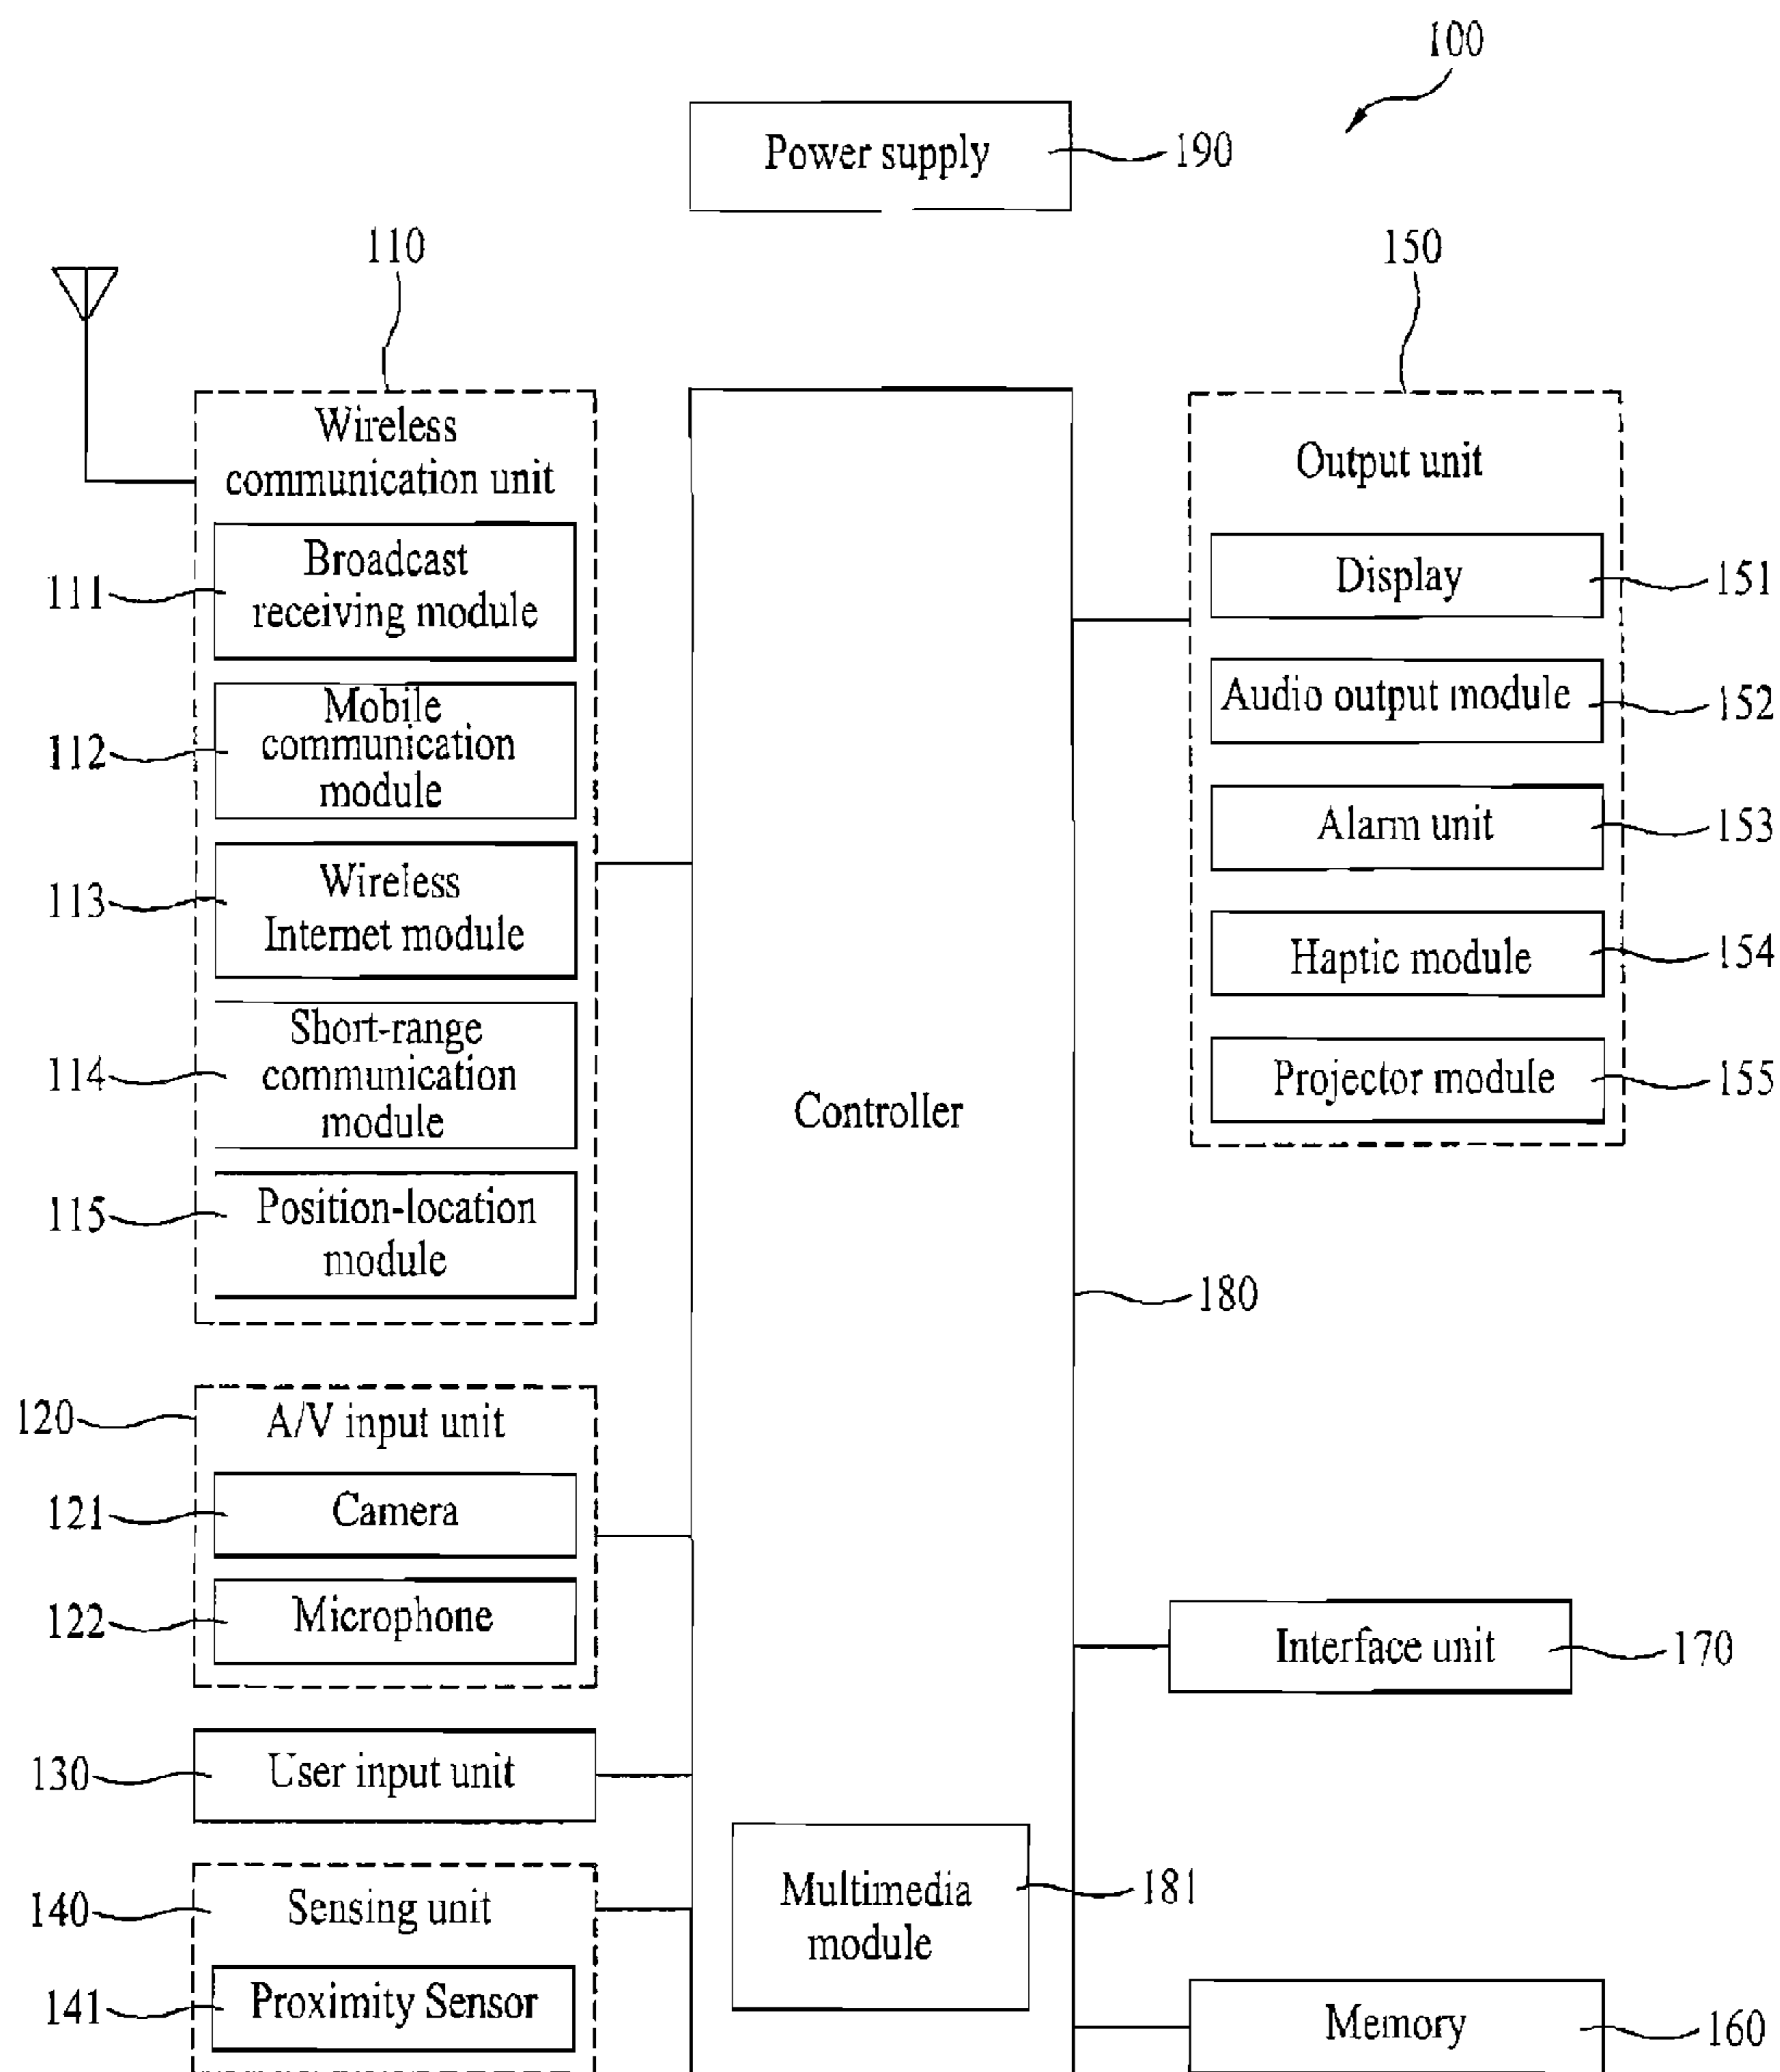 100
Power supply
190
110
150
Wireless
communication unit
Output unit
Broadcast
receiving module
111
Display
151
Mobile
communication
module
112
Audio output module
152
Wireless
Internet module
113
Alarm unit
153
Short-range
communication
module
114
Haptic module
154
Position-location
module
115
Projector module
155
Controller
180
120
A/V input unit
121
Camera
122
Microphone
Interface unit
170
130
User input unit
140
Sensing unit
Multimedia
module
181
141
Proximity Sensor
Memory
160